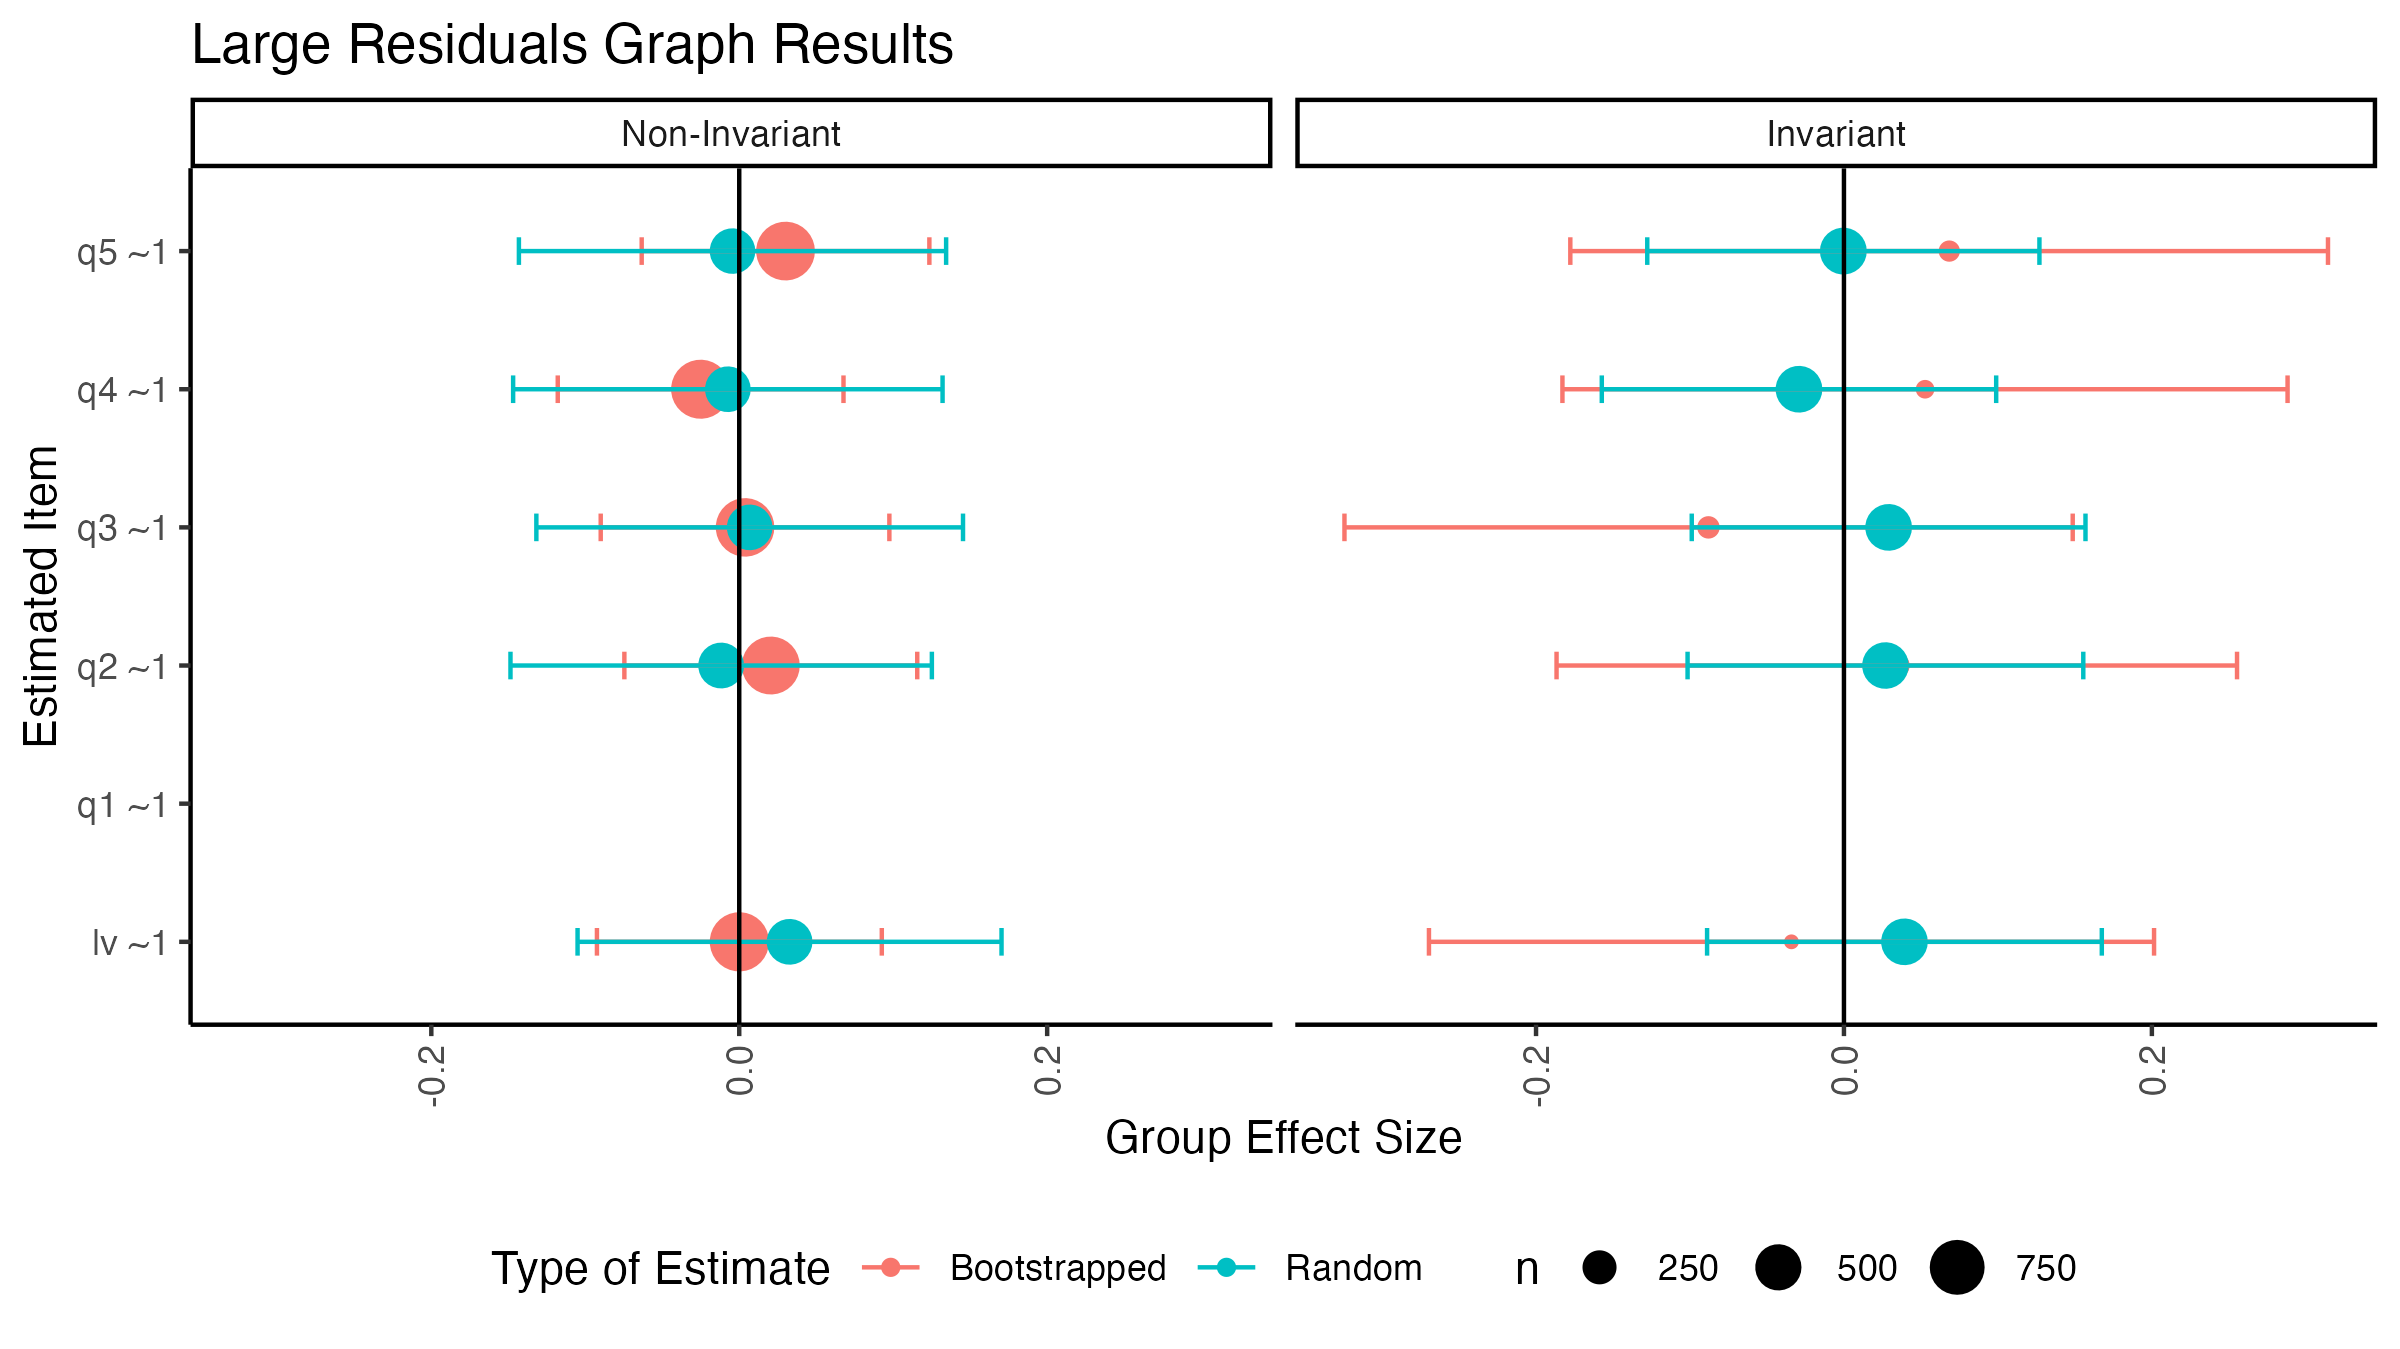 Large Residuals Graph Results
Non-Invariant
Invariant
Estimated Item
q5 ~1
q4 ~1
q3 ~1
q2 ~1
q1 ~1
lv ~1
-0.2
0.0
0.2
-0.2
0.0
0.2
Group Effect Size
Type of Estimate Bootstrapped Random n 250 500 750